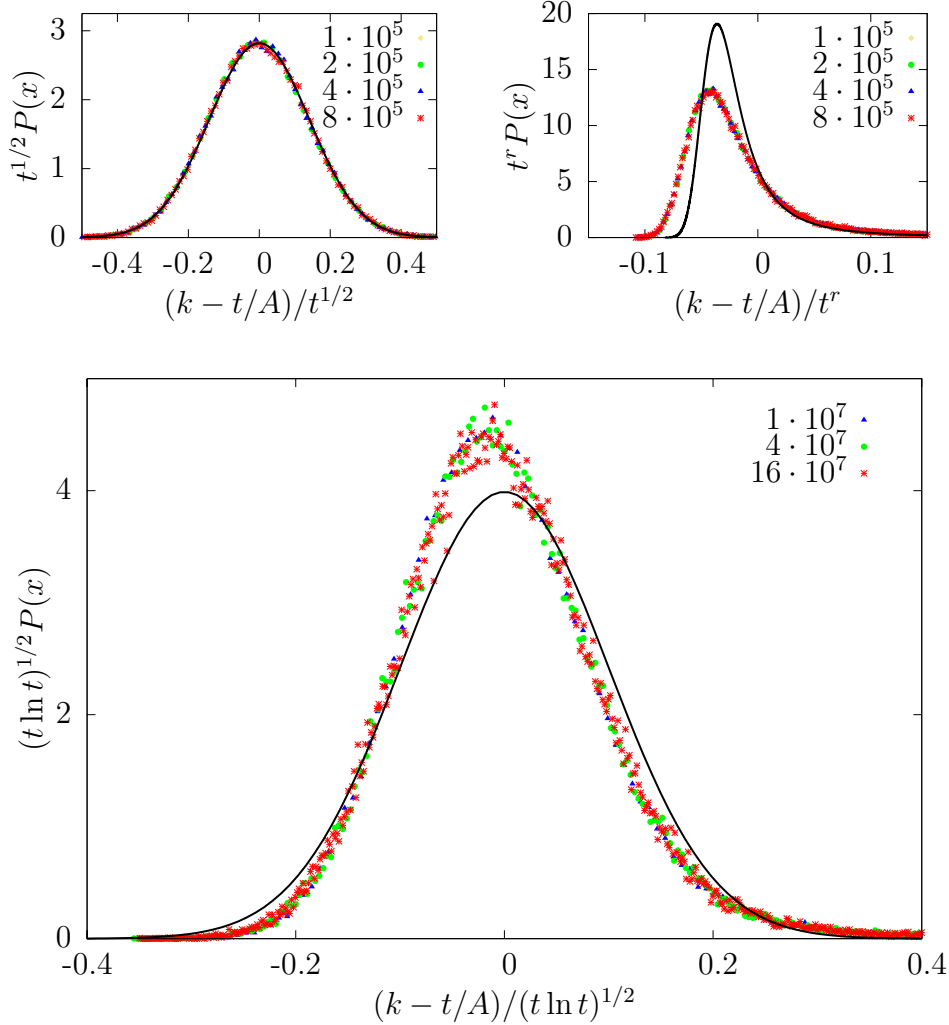 t^{1/2}P(x)
3
2
1
0
-0.4
-0.2
0
0.2
0.4
(k − t/A)/t^{1/2}
1 · 10^5
2 · 10^5
4 · 10^5
8 · 10^5
t^r P(x)
20
15
10
5
0
-0.1
0
0.1
(k − t/A)/t^r
1 · 10^5
2 · 10^5
4 · 10^5
8 · 10^5
(t ln t)^{1/2}P(x)
4
2
0
-0.4
-0.2
0
0.2
0.4
(k − t/A)/(t ln t)^{1/2}
1 · 10^7
4 · 10^7
16 · 10^7